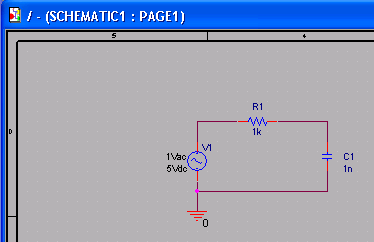 / - (SCHEMATIC1 : PAGE1)
5
4
D
R1
1k
V1
1Vac
5Vdc
C1
1n
0